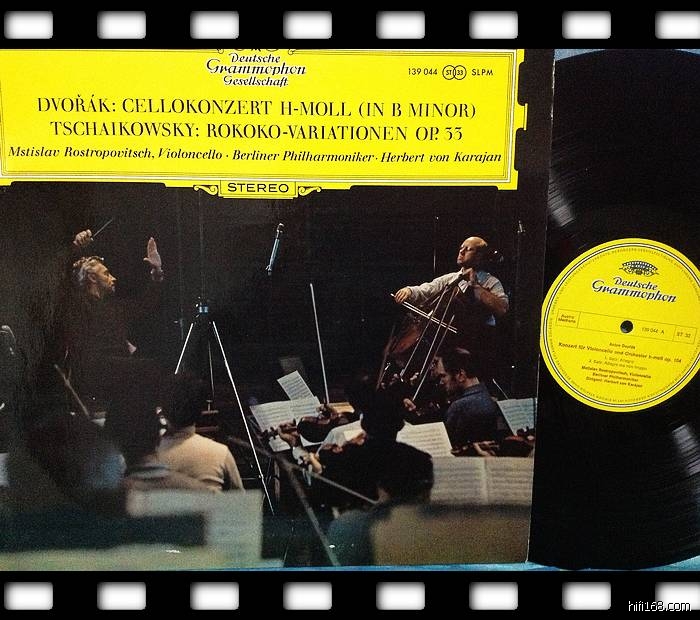 Deutsche
Grammophon
Gesellschaft
139 044 ST 33 SLPM
DVOŘÁK: CELLOKONZERT H-MOLL (IN B MINOR)
TSCHAIKOWSKY: ROKOKO-VARIATIONEN OP. 33
Mstislav Rostropovitsch, Violoncello · Berliner Philharmoniker · Herbert von Karajan
STEREO
Deutsche
Grammophon
139 044 A
ST 33
Konzert für Violoncello und Orchester h-moll op. 104
Mstislav Rostropovitsch, Violoncello
Berliner Philharmoniker
Dirigent: Herbert von Karajan
hifi168.com